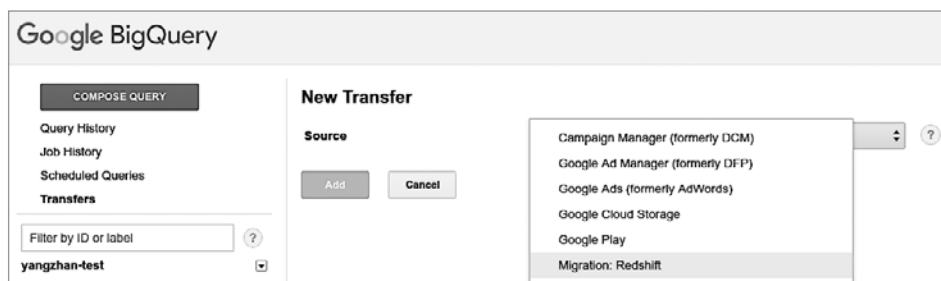 Google BigQuery
COMPOSE QUERY
Query History
Job History
Scheduled Queries
Transfers
Filter by ID or label
?
yangzhan-test
New Transfer
Source
?
Add
Cancel
Campaign Manager (formerly DCM)
Google Ad Manager (formerly DFP)
Google Ads (formerly AdWords)
Google Cloud Storage
Google Play
Migration: Redshift